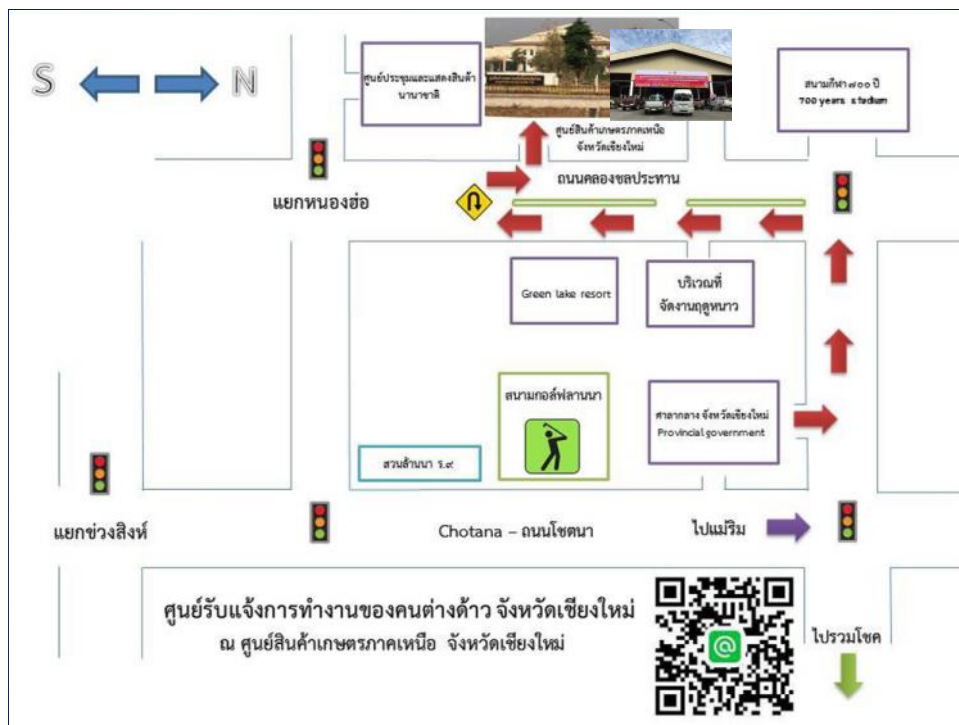 S N
ศูนย์ประชุมและแสดงสินค้า
นานาชาติ
สนามกีฬา ๗๐๐ ปี
700 years stadium
ศูนย์สินค้าเกษตรภาคเหนือ
จังหวัดเชียงใหม่
ถนนคลองชลประทาน
แยกหนองฮ่อ
Green lake resort
บริเวณที่
จัดงานฤดูหนาว
สนามกอล์ฟลานนา
ศาลากลาง จังหวัดเชียงใหม่
Provincial government
สวนล้านนา ร.๙
แยกข่วงสิงห์
Chotana – ถนนโชตนา
ไปแม่ริม
ศูนย์รับแจ้งการทำงานของคนต่างด้าว จังหวัดเชียงใหม่
ณ ศูนย์สินค้าเกษตรภาคเหนือ จังหวัดเชียงใหม่
@
ไปรวมโชค